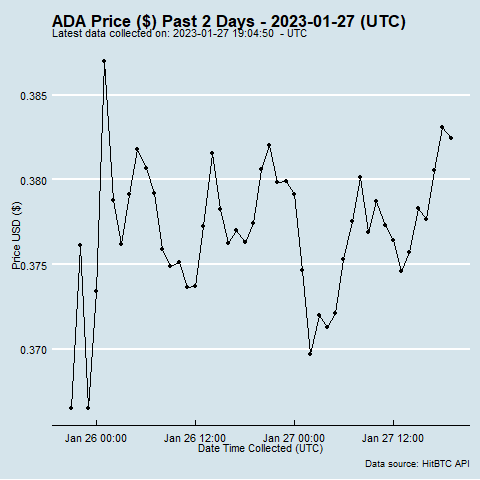 ADA Price ($) Past 2 Days - 2023-01-27 (UTC)
Latest data collected on: 2023-01-27 19:04:50  - UTC
0.385
0.380
0.375
0.370
Price USD ($)
Jan 26 00:00 Jan 26 12:00 Jan 27 00:00 Jan 27 12:00
Date Time Collected (UTC)
Data source: HitBTC API